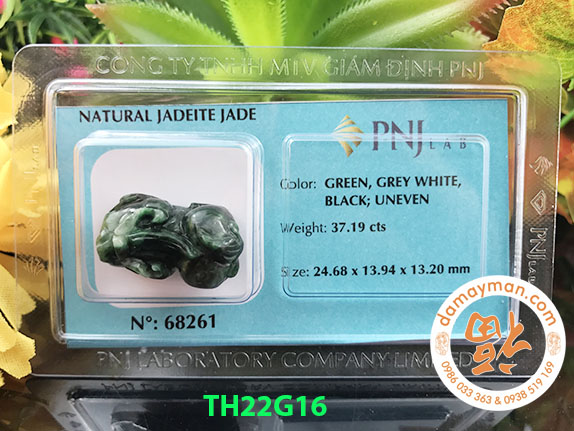 CÔNG TY TNHH MTV GIÁM ĐỊNH PNJ
NATURAL JADEITE JADE
PNJ LAB
Color: GREEN, GREY WHITE,
BLACK; UNEVEN
Weight: 37.19 cts
Size: 24.68 x 13.94 x 13.20 mm
N°: 68261
PNJ LABORATORY COMPANY LIMITED
damayman.com
福
0986 033 363 & 0938 519 169
TH22G16